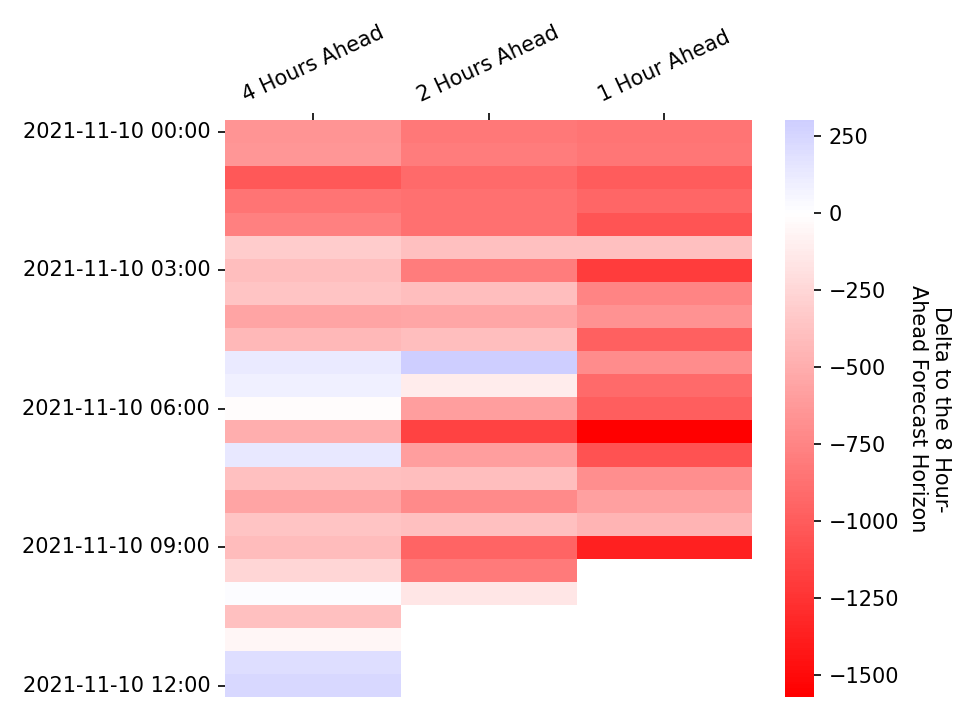 4 Hours Ahead
2 Hours Ahead
1 Hour Ahead
2021-11-10 00:00
2021-11-10 03:00
2021-11-10 06:00
2021-11-10 09:00
2021-11-10 12:00
250
0
−250
−500
−750
−1000
−1250
−1500
Delta to the 8 Hour-
Ahead Forecast Horizon